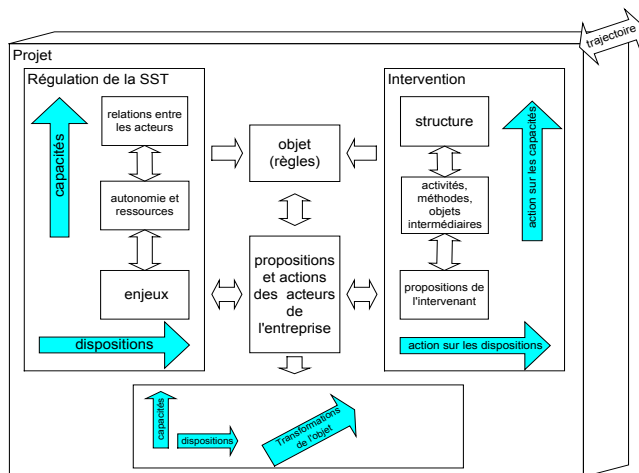 trajectoire
Projet
Régulation de la SST
capacités
relations entre
les acteurs
autonomie et
ressources
enjeux
dispositions
objet
(règles)
propositions
et actions
des acteurs
de
l'entreprise
Intervention
structure
activités,
méthodes,
objets
intermédiaires
propositions de
l'intervenant
action sur les capacités
action sur les dispositions
capacités
dispositions
Transformations
de l'objet